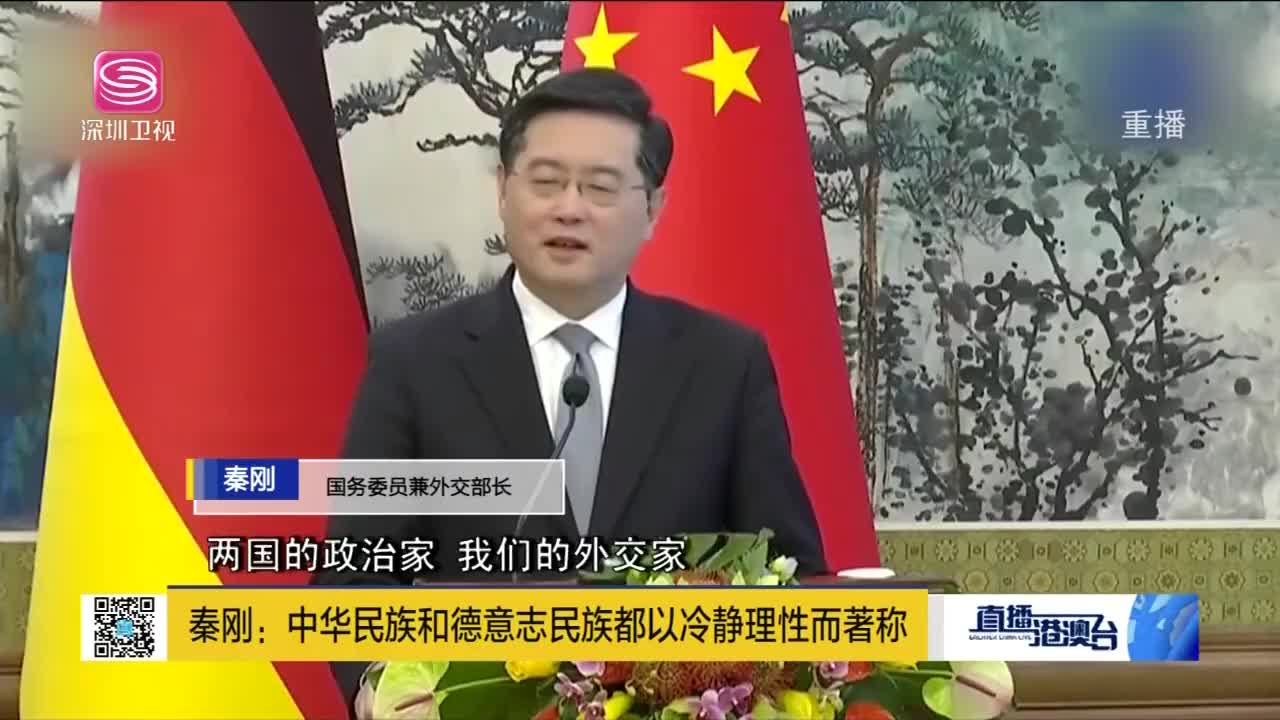 深圳卫视
重播
秦刚
国务委员兼外交部长
两国的政治家 我们的外交家
秦刚：中华民族和德意志民族都以冷静理性而著称
直播港澳台